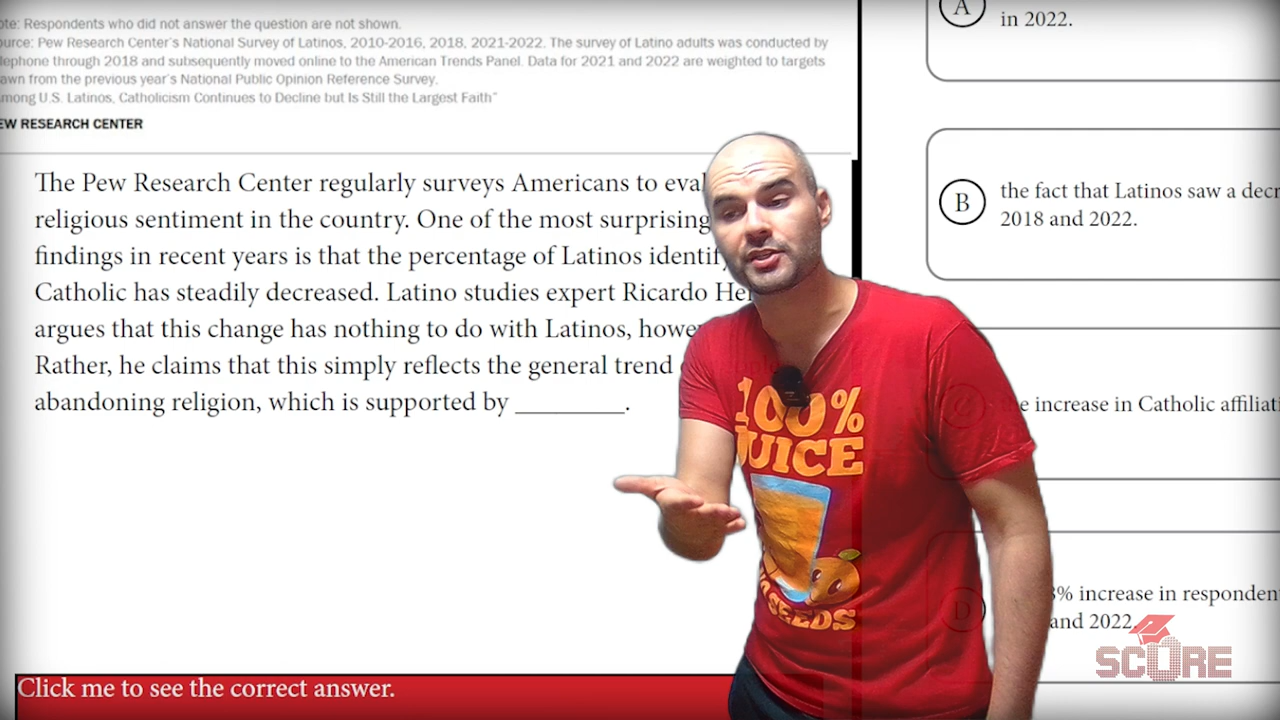 ote: Respondents who did not answer the question are not shown.
ource: Pew Research Center's National Survey of Latinos, 2010-2016, 2018, 2021-2022. The survey of Latino adults was conducted by
lephone through 2018 and subsequently moved online to the American Trends Panel. Data for 2021 and 2022 are weighted to targets
awn from the previous year's National Public Opinion Reference Survey.
mong U.S. Latinos, Catholicism Continues to Decline but Is Still the Largest Faith"
EW RESEARCH CENTER
The Pew Research Center regularly surveys Americans to eval
religious sentiment in the country. One of the most surprising
findings in recent years is that the percentage of Latinos identify
Catholic has steadily decreased. Latino studies expert Ricardo He
argues that this change has nothing to do with Latinos, howe
Rather, he claims that this simply reflects the general trend
abandoning religion, which is supported by ________.
Click me to see the correct answer.
A
in 2022.
B
the fact that Latinos saw a decr
2018 and 2022.
C
e increase in Catholic affiliati
D
% increase in responden
and 2022.
100%
JUICE
SEEDS
SCORE